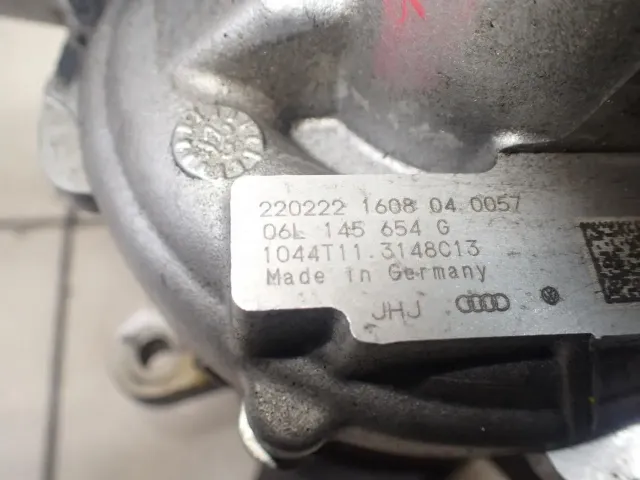 220222 1608 04 0057
06L 145 654 G
1044T11.3148C13
Made in Germany
JHJ